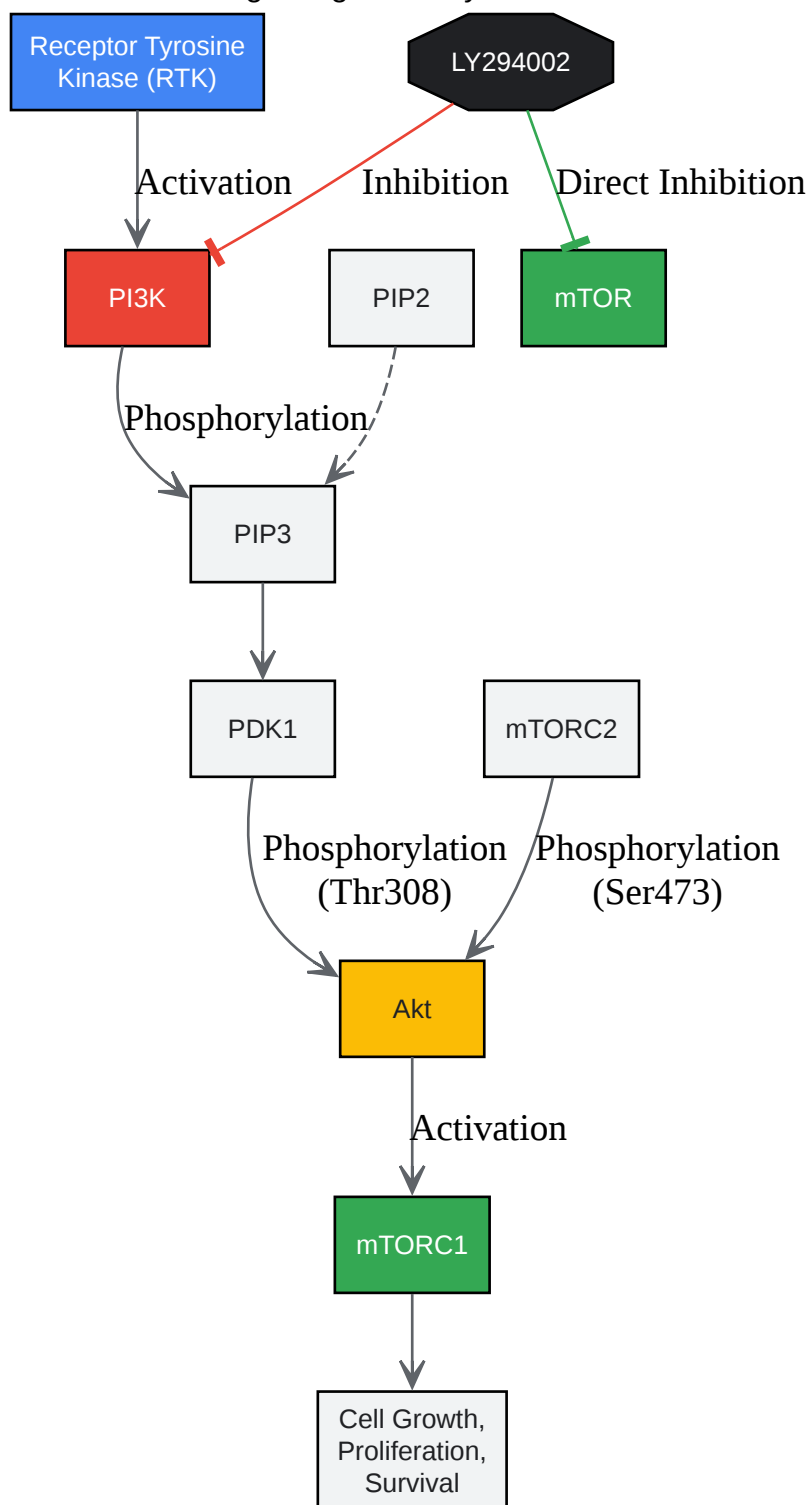 Receptor Tyrosine
Kinase (RTK)
LY294002
Activation
Inhibition
Direct Inhibition
PI3K
PIP2
mTOR
Phosphorylation
PIP3
PDK1
mTORC2
Phosphorylation
(Thr308)
Phosphorylation
(Ser473)
Akt
Activation
mTORC1
Cell Growth,
Proliferation,
Survival